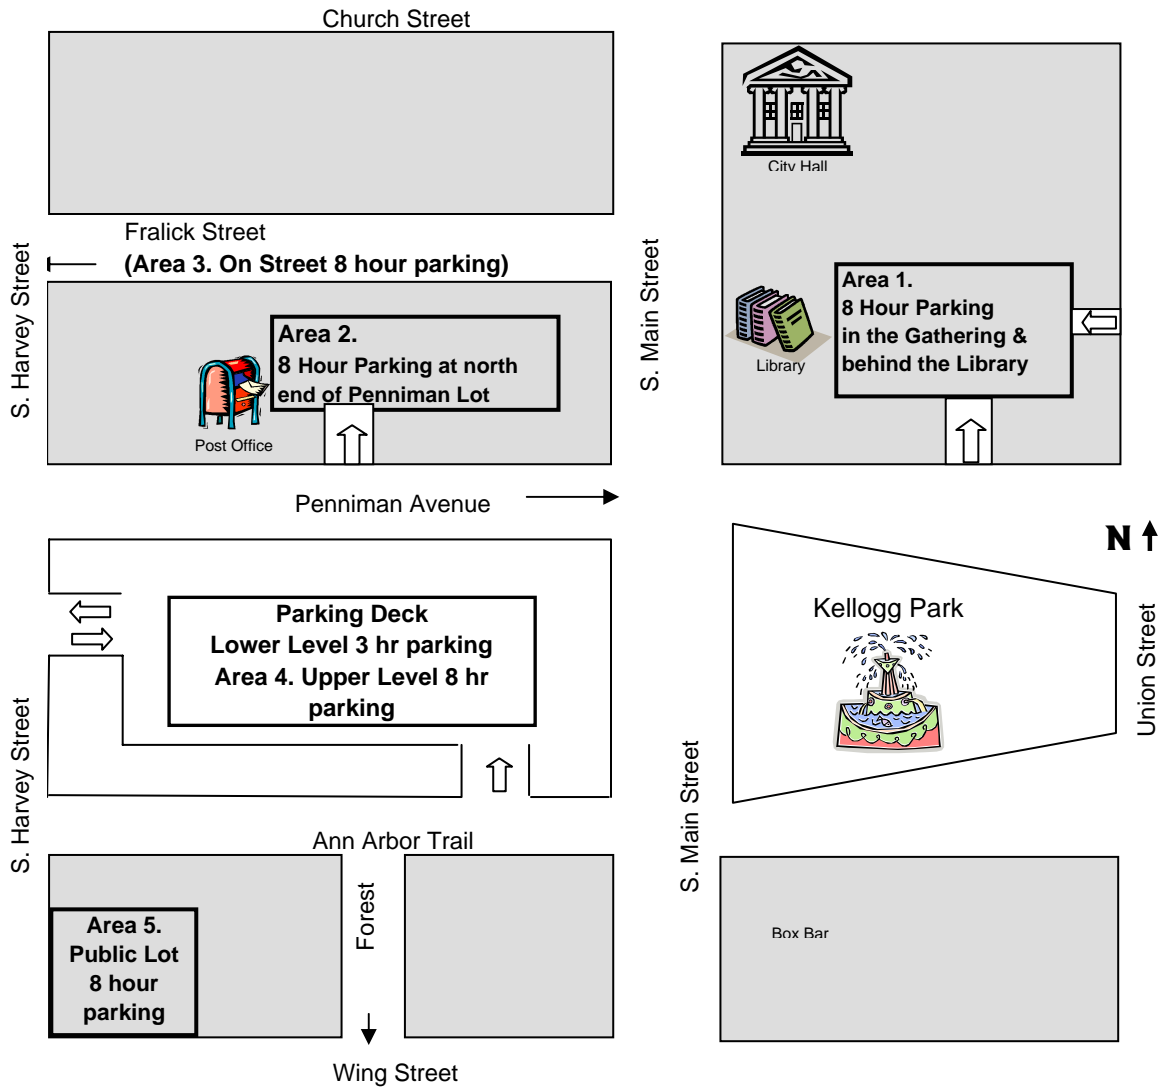 Church Street
City Hall
Fralick Street
(Area 3. On Street 8 hour parking)
S. Harvey Street
S. Main Street
Area 1.
8 Hour Parking
in the Gathering &
behind the Library
Library
Area 2.
8 Hour Parking at north
end of Penniman Lot
Post Office
Penniman Avenue
N
Parking Deck
Lower Level 3 hr parking
Area 4. Upper Level 8 hr
parking
Kellogg Park
Union Street
S. Harvey Street
S. Main Street
Ann Arbor Trail
Forest
Area 5.
Public Lot
8 hour
parking
Box Bar
Wing Street